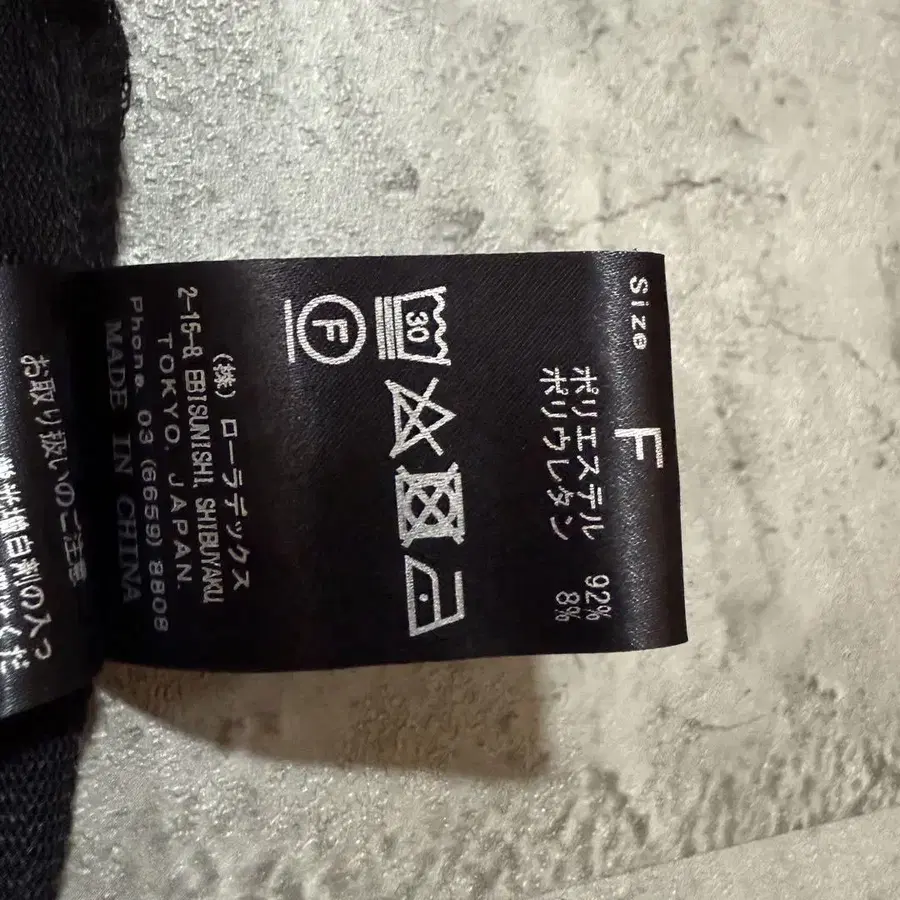 Size F
ポリエステル 92%
ポリウレタン 8%
30
F
(株) ローラデックス
2-15-8 EBISUNISHI, SHIBUYAKU
TOKYO. JAPAN.
Phone. 03 (6659) 8808
MADE IN CHINA
お取り扱いのご注意